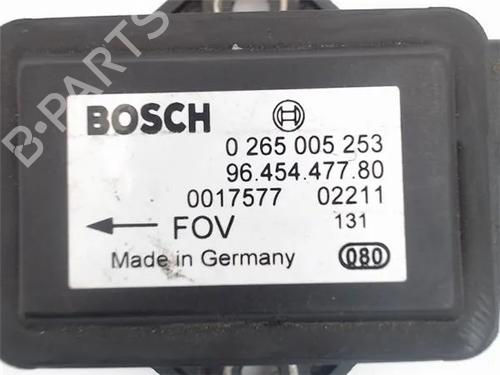 BOSCH
0 265 005 253
96.454.477.80
0017577 02211
FOV 131
Made in Germany 080
B-PARTS